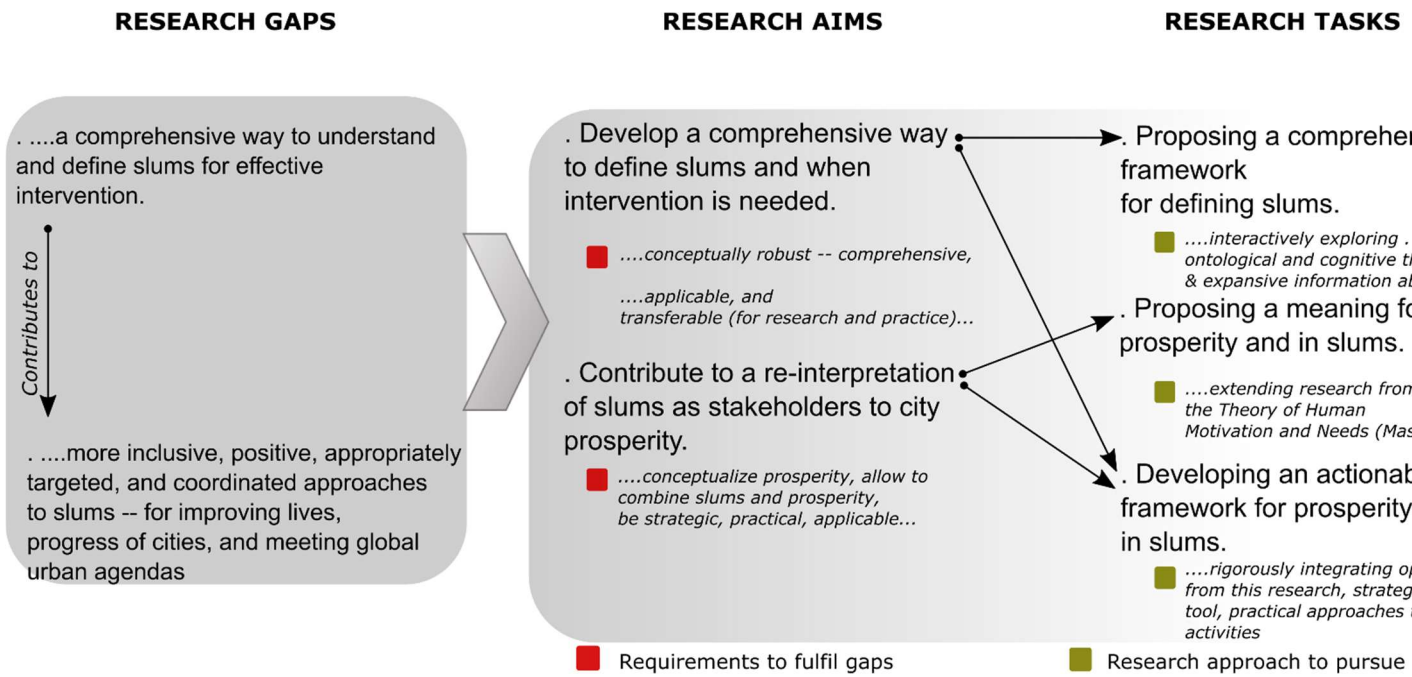 RESEARCH GAPS
RESEARCH AIMS
RESEARCH TASKS
. ....a comprehensive way to understand
and define slums for effective
intervention.
Contributes to
. ....more inclusive, positive, appropriately
targeted, and coordinated approaches
to slums -- for improving lives,
progress of cities, and meeting global
urban agendas
. Develop a comprehensive way
to define slums and when
intervention is needed.
....conceptually robust -- comprehensive,
....applicable, and
transferable (for research and practice)...
. Contribute to a re-interpretation
of slums as stakeholders to city
prosperity.
....conceptualize prosperity, allow to
combine slums and prosperity,
be strategic, practical, applicable...
. Proposing a
framework
for defining slums.
....interactively exploring .
ontological and cognitive
& expansive information
. Proposing a meaning
prosperity and in slums.
....extending research from
the Theory of Human
Motivation and Needs
. Developing an
framework for prosperity
in slums.
....rigorously integrating
from this research,
tool, practical approaches
activities
Requirements to fulfil gaps
Research approach to pursue